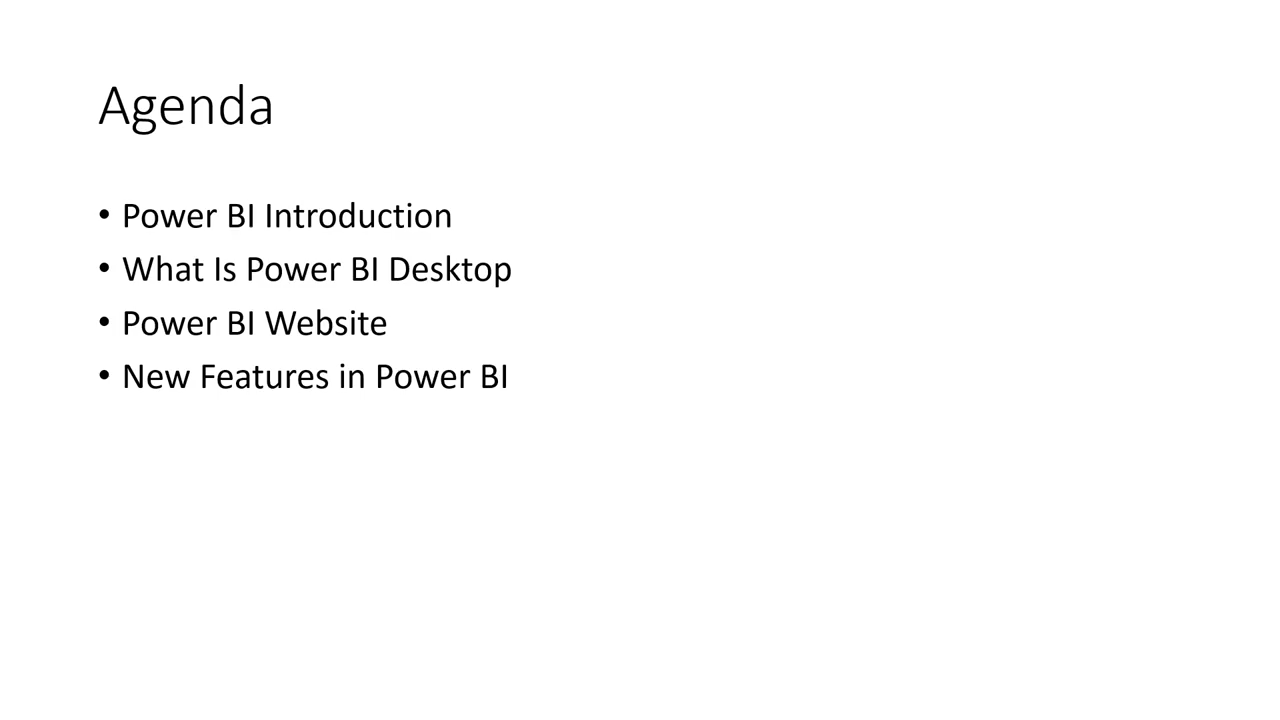 Agenda
• Power BI Introduction
• What Is Power BI Desktop
• Power BI Website
• New Features in Power BI